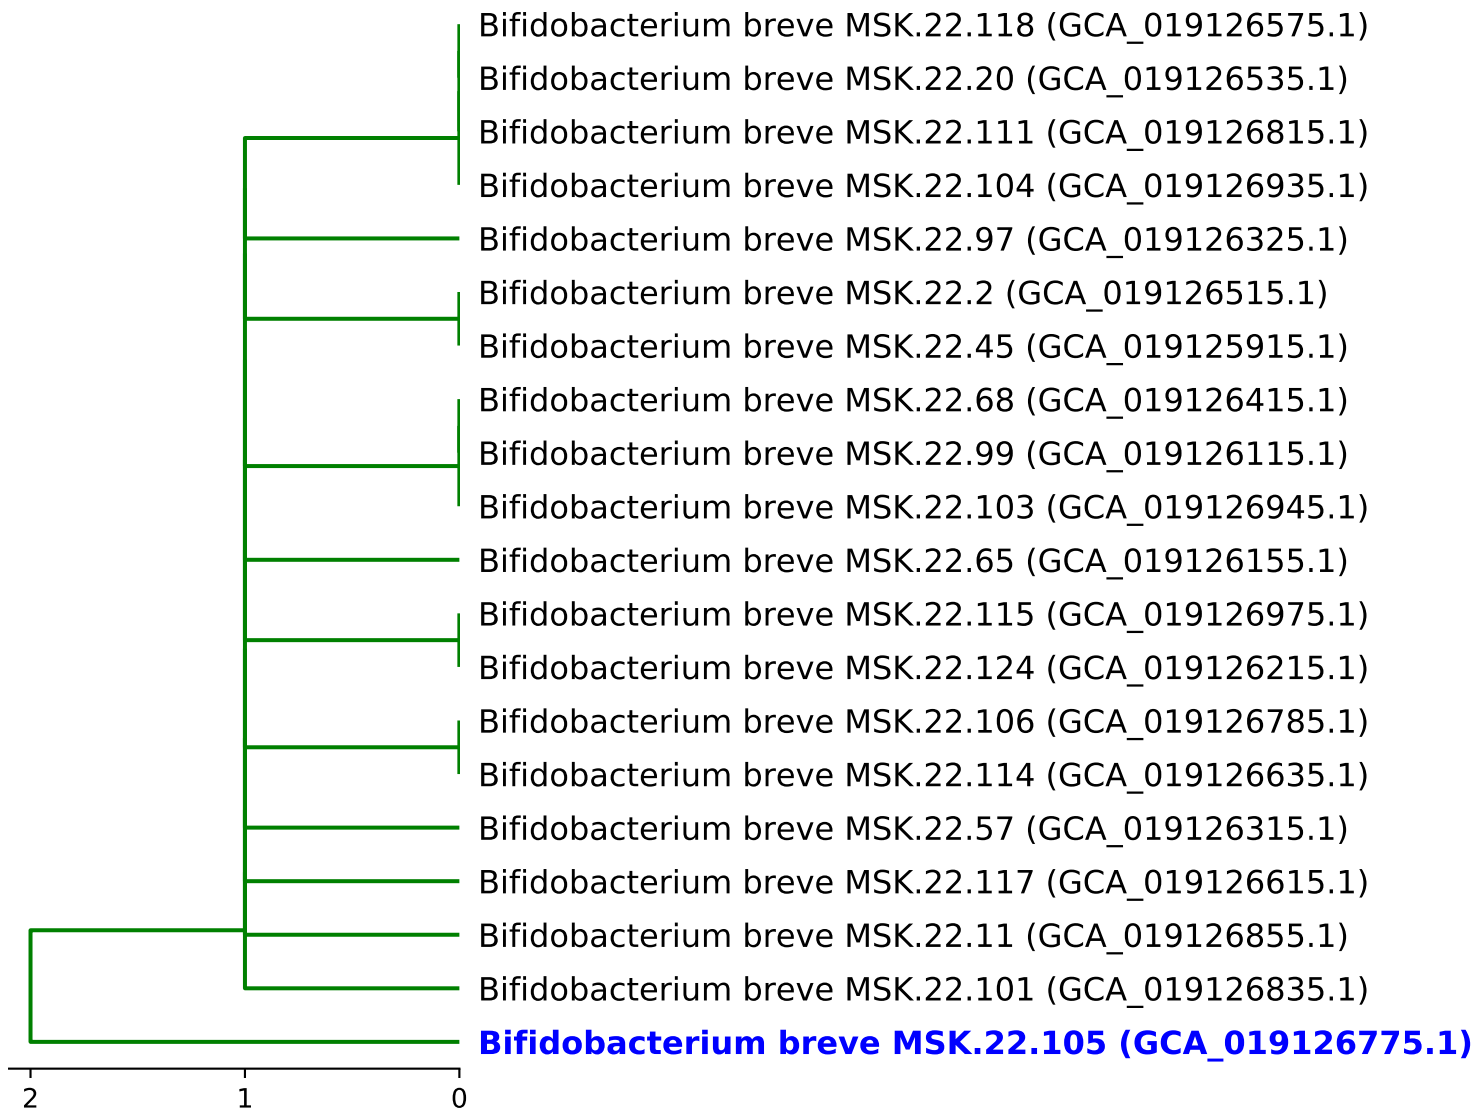 Bifidobacterium breve MSK.22.118 (GCA_019126575.1)
Bifidobacterium breve MSK.22.20 (GCA_019126535.1)
Bifidobacterium breve MSK.22.111 (GCA_019126815.1)
Bifidobacterium breve MSK.22.104 (GCA_019126935.1)
Bifidobacterium breve MSK.22.97 (GCA_019126325.1)
Bifidobacterium breve MSK.22.2 (GCA_019126515.1)
Bifidobacterium breve MSK.22.45 (GCA_019125915.1)
Bifidobacterium breve MSK.22.68 (GCA_019126415.1)
Bifidobacterium breve MSK.22.99 (GCA_019126115.1)
Bifidobacterium breve MSK.22.103 (GCA_019126945.1)
Bifidobacterium breve MSK.22.65 (GCA_019126155.1)
Bifidobacterium breve MSK.22.115 (GCA_019126975.1)
Bifidobacterium breve MSK.22.124 (GCA_019126215.1)
Bifidobacterium breve MSK.22.106 (GCA_019126785.1)
Bifidobacterium breve MSK.22.114 (GCA_019126635.1)
Bifidobacterium breve MSK.22.57 (GCA_019126315.1)
Bifidobacterium breve MSK.22.117 (GCA_019126615.1)
Bifidobacterium breve MSK.22.11 (GCA_019126855.1)
Bifidobacterium breve MSK.22.101 (GCA_019126835.1)
Bifidobacterium breve MSK.22.105 (GCA_019126775.1)
2 1 0